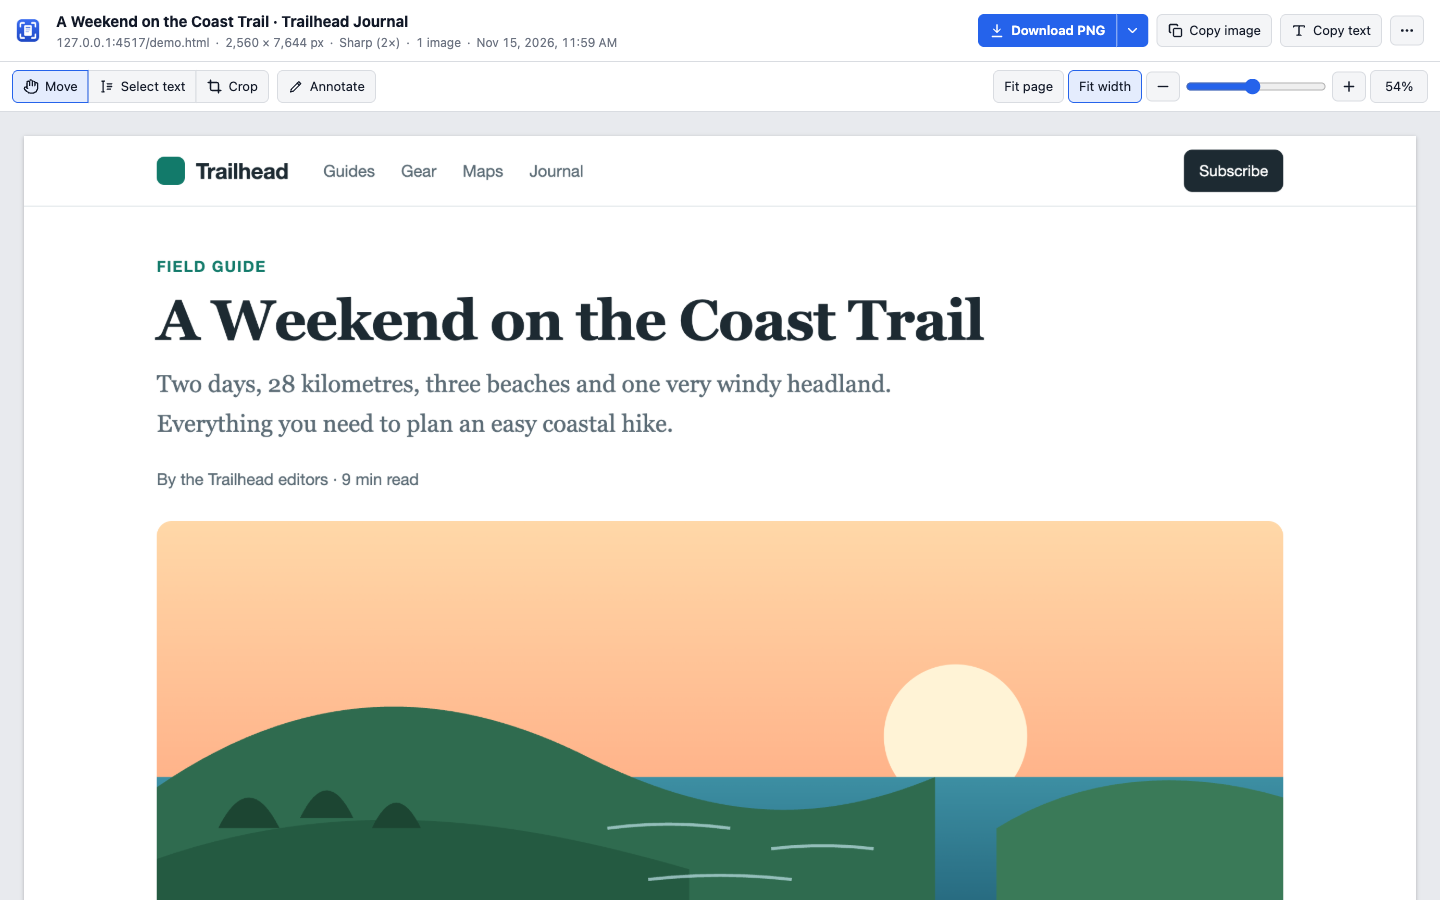 A Weekend on the Coast Trail · Trailhead Journal
127.0.0.1:4517/demo.html · 2,560 × 7,644 px · Sharp (2×) · 1 image · Nov 15, 2026, 11:59 AM
Download PNG
Copy image
Copy text
Move
Select text
Crop
Annotate
Fit page
Fit width
54%
Trailhead
Guides
Gear
Maps
Journal
Subscribe
FIELD GUIDE
A Weekend on the Coast Trail
Two days, 28 kilometres, three beaches and one very windy headland.
Everything you need to plan an easy coastal hike.
By the Trailhead editors · 9 min read